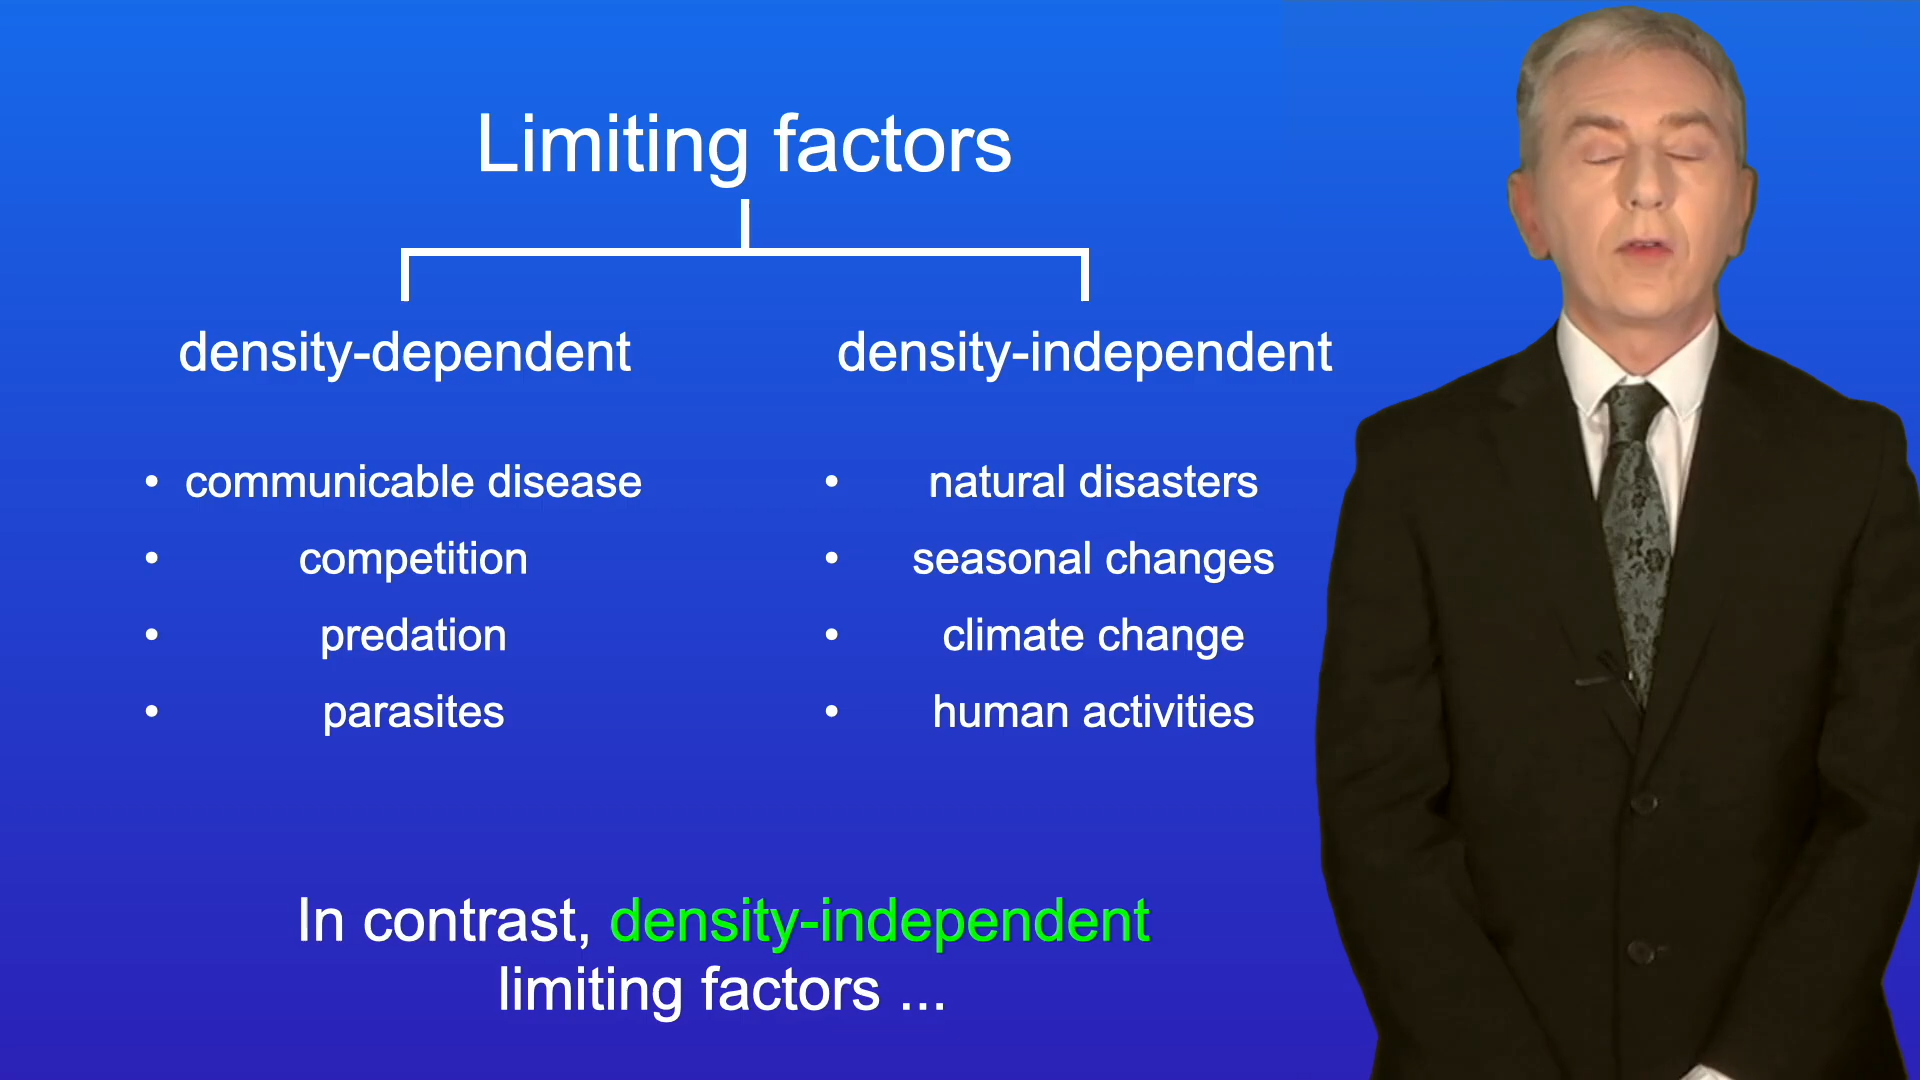 Limiting factors
density-dependent
density-independent
• communicable disease
• competition
• predation
• parasites
• natural disasters
• seasonal changes
• climate change
• human activities
In contrast, density-independent
limiting factors ...